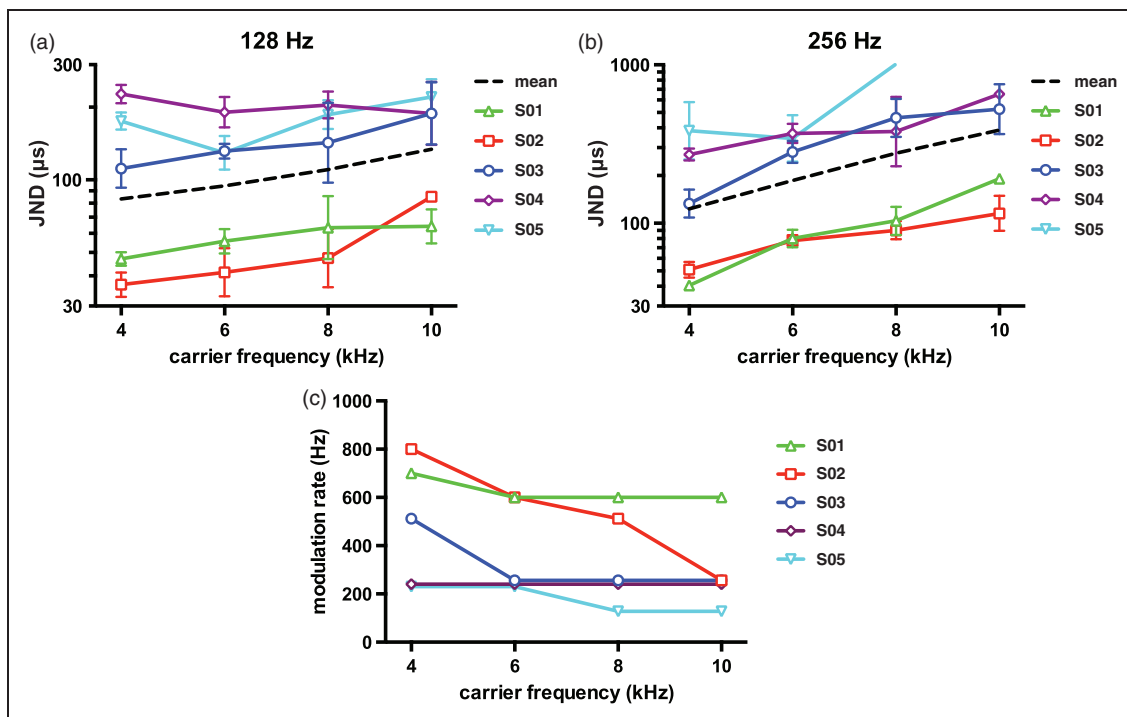 (a)
128 Hz
JND (µs)
300
100
30
4 6 8 10
carrier frequency (kHz)
mean
S01
S02
S03
S04
S05
(b)
256 Hz
JND (µs)
1000
100
30
4 6 8 10
carrier frequency (kHz)
mean
S01
S02
S03
S04
S05
(c)
modulation rate (Hz)
1000
800
600
400
200
0
4 6 8 10
carrier frequency (kHz)
S01
S02
S03
S04
S05